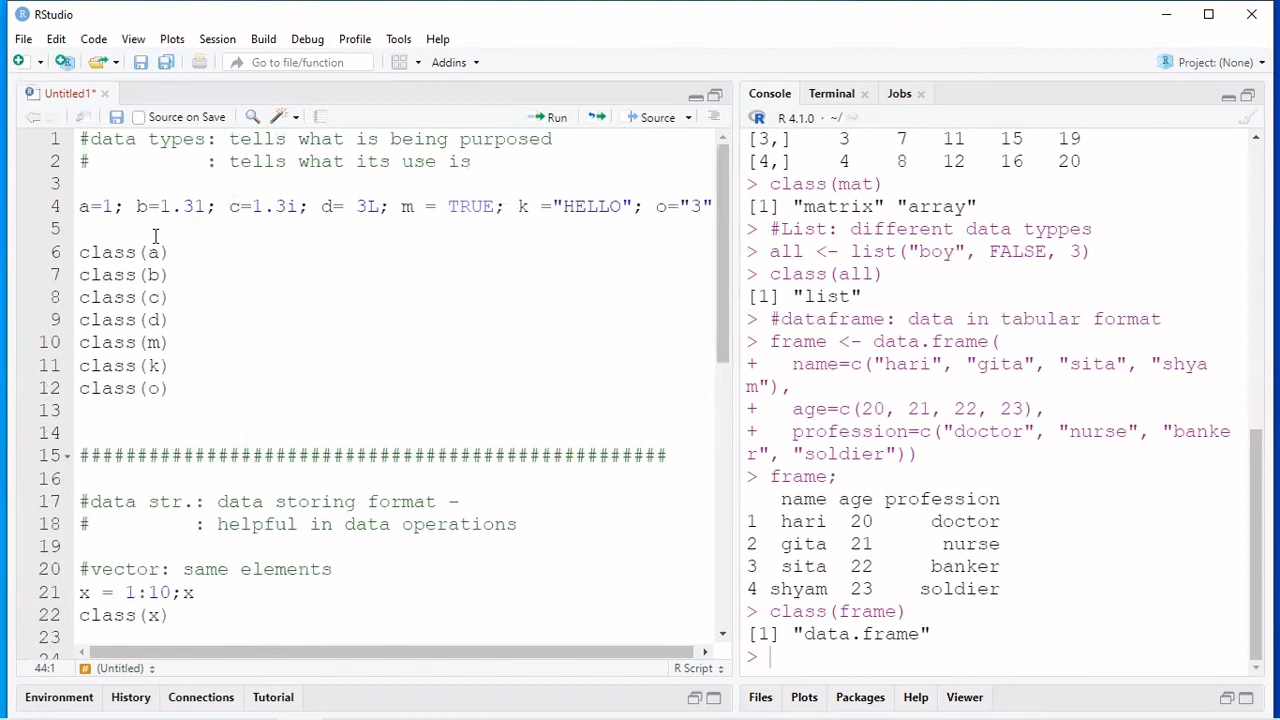 RStudio
File Edit Code View Plots Session Build Debug Profile Tools Help
Go to file/function Addins Project: (None)
Untitled1*
Source on Save Run Source
1 #data types: tells what is being purposed
2 #          : tells what its use is
3
4 a=1; b=1.31; c=1.3i; d= 3L; m = TRUE; k ="HELLO"; o="3"
5
6 class(a)
7 class(b)
8 class(c)
9 class(d)
10 class(m)
11 class(k)
12 class(o)
13
14
15 ###################################################
16
17 #data str.: data storing format -
18 #         : helpful in data operations
19
20 #vector: same elements
21 x = 1:10;x
22 class(x)
23
44:1 # (Untitled) R Script
Console Terminal Jobs
R R 4.1.0 · ~/
[3,] 3 7 11 15 19
[4,] 4 8 12 16 20
> class(mat)
[1] "matrix" "array"
> #List: different data typpes
> all <- list("boy", FALSE, 3)
> class(all)
[1] "list"
> #dataframe: data in tabular format
> frame <- data.frame(
+   name=c("hari", "gita", "sita", "shya
m"),
+   age=c(20, 21, 22, 23),
+   profession=c("doctor", "nurse", "banke
r", "soldier"))
> frame;
name age profession
1 hari 20 doctor
2 gita 21 nurse
3 sita 22 banker
4 shyam 23 soldier
> class(frame)
[1] "data.frame"
>
Environment History Connections Tutorial
Files Plots Packages Help Viewer